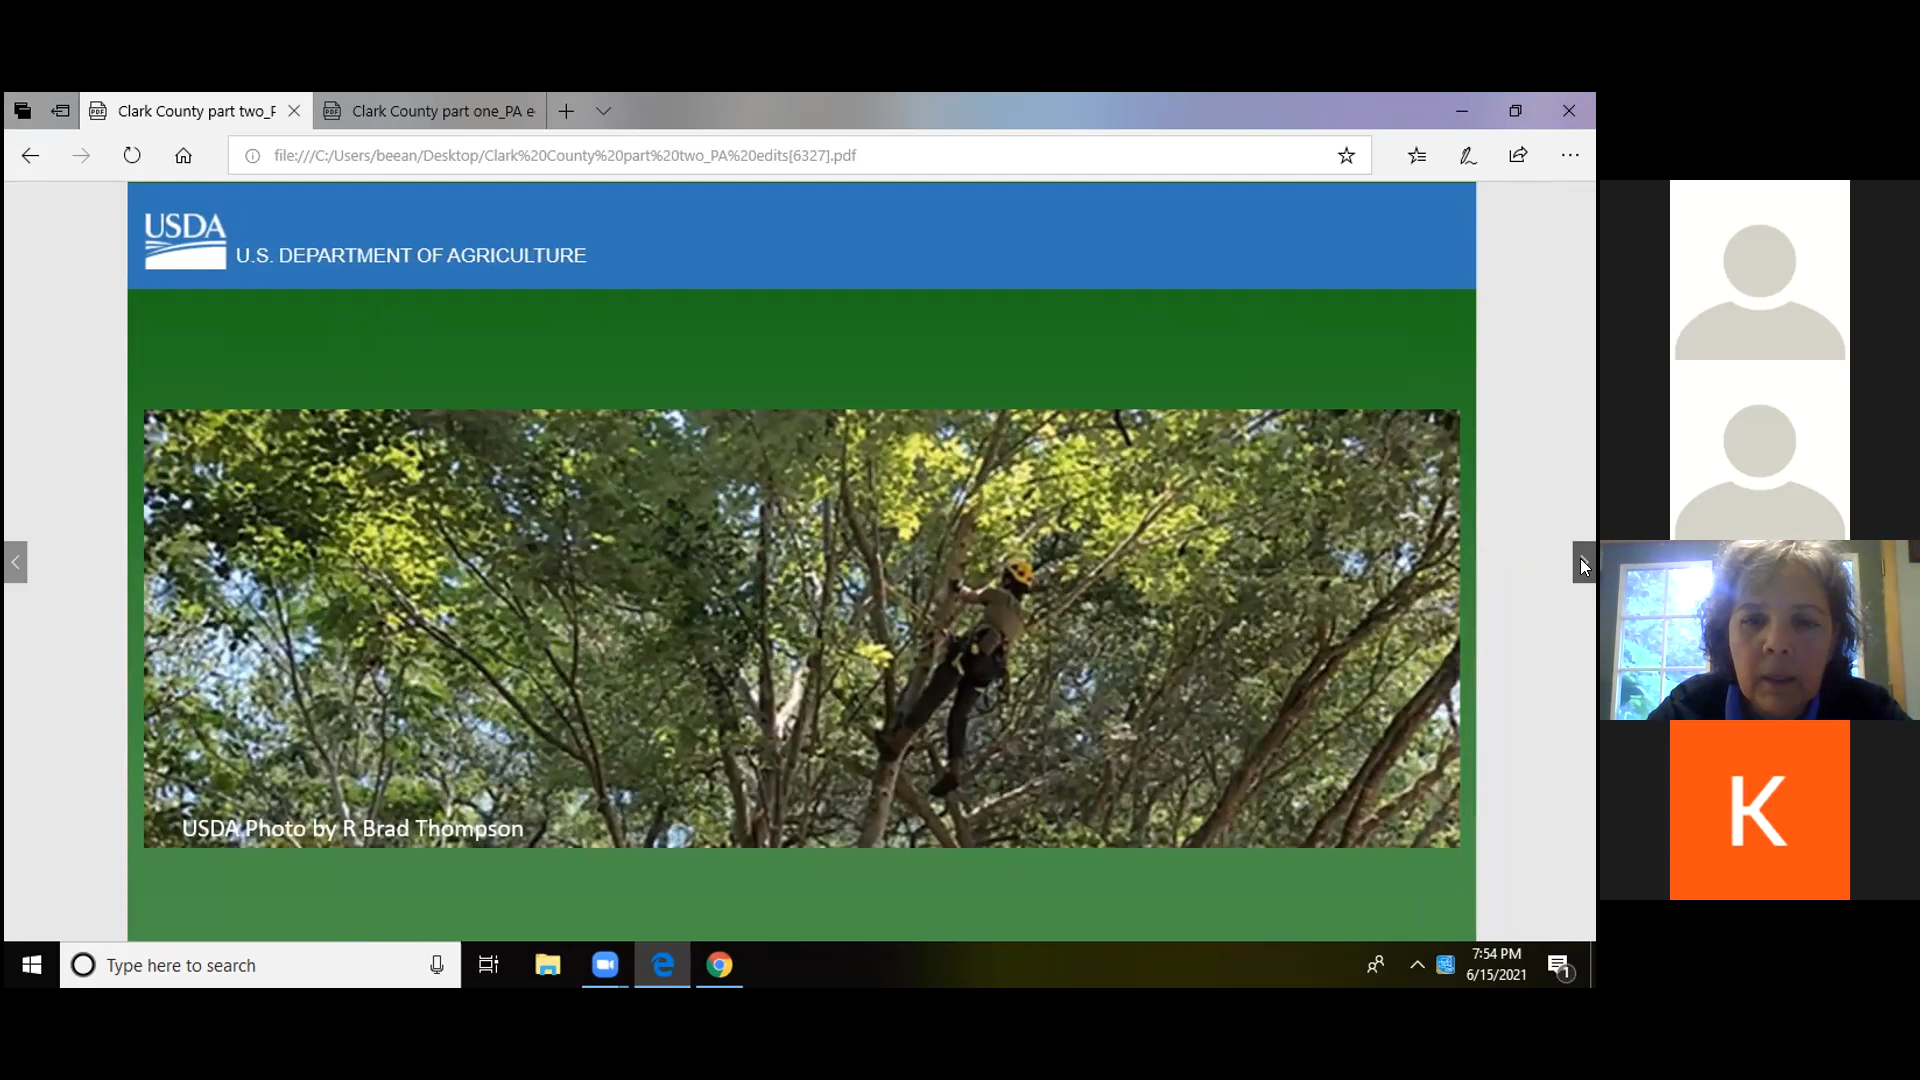 Clark County part two_F
Clark County part one_PA e
file:///C:/Users/beean/Desktop/Clark%20County%20part%20two_PA%20edits[6327].pdf
USDA
U.S. DEPARTMENT OF AGRICULTURE
USDA Photo by R Brad Thompson
K
Type here to search
7:54 PM
6/15/2021
1